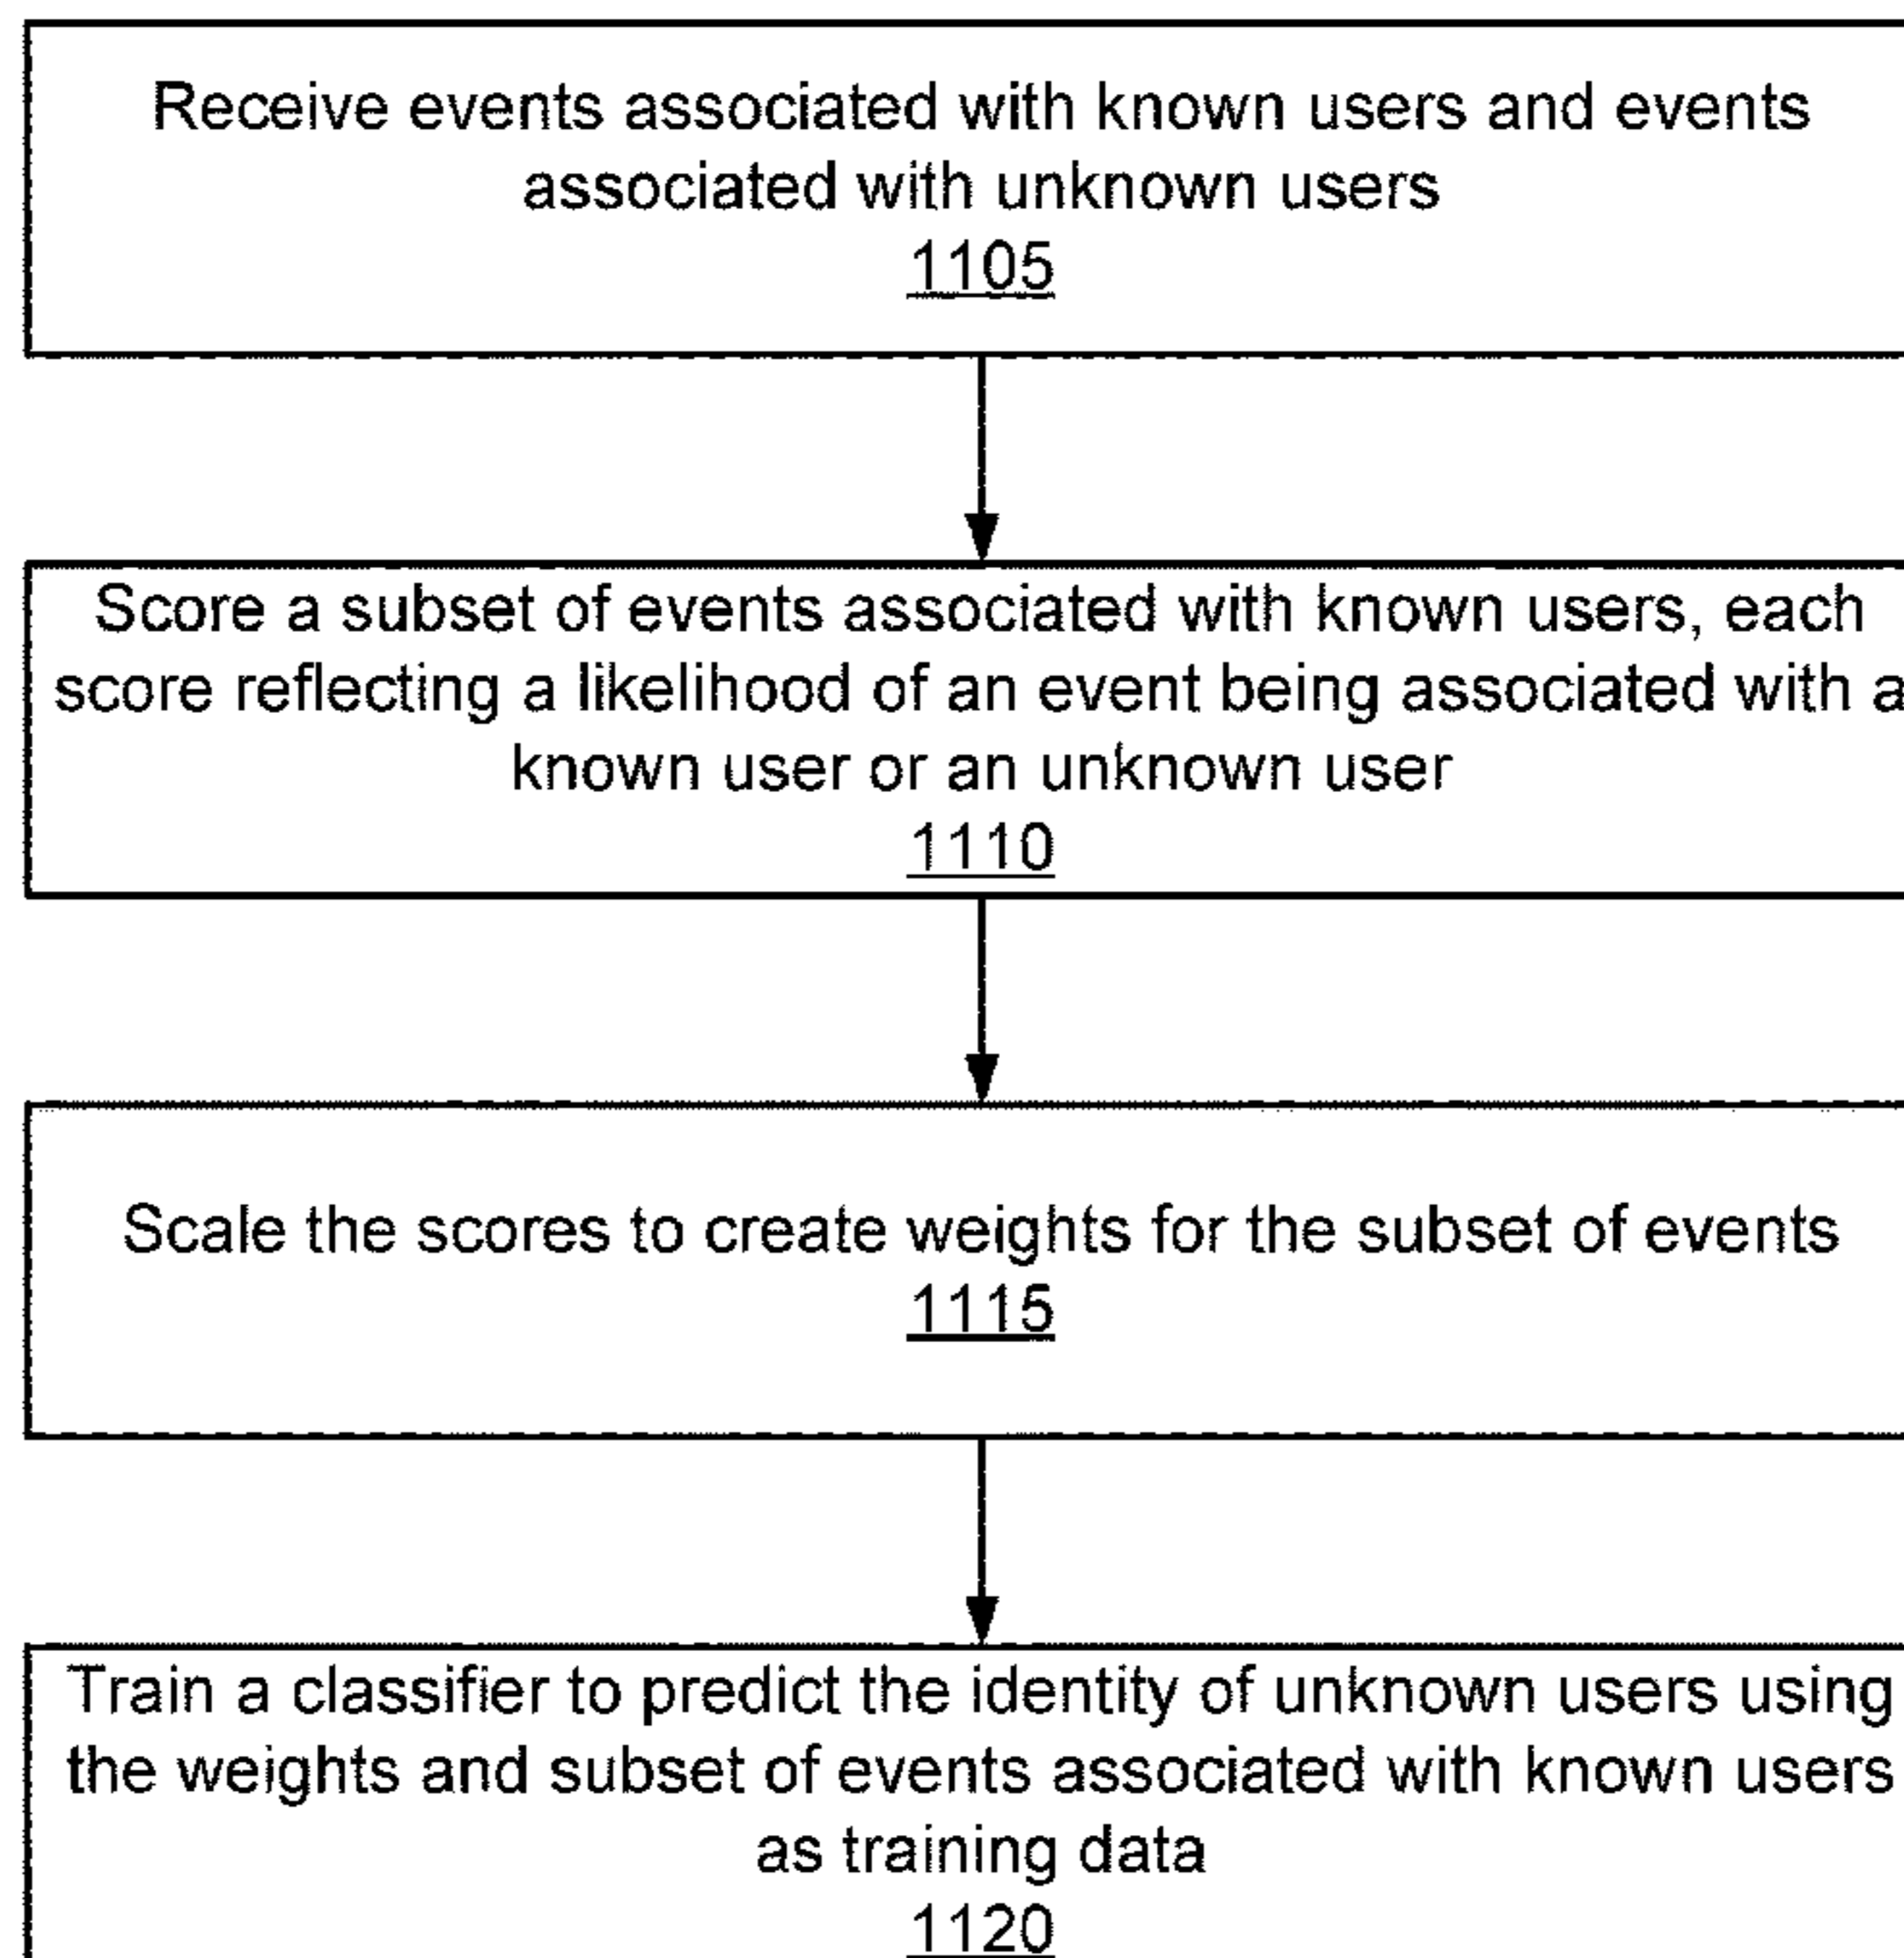 Receive events associated with known users and events
associated with unknown users
1105
Score a subset of events associated with known users, each
score reflecting a likelihood of an event being associated with a
known user or an unknown user
1110
Scale the scores to create weights for the subset of events
1115
Train a classifier to predict the identity of unknown users using
the weights and subset of events associated with known users
as training data
1120